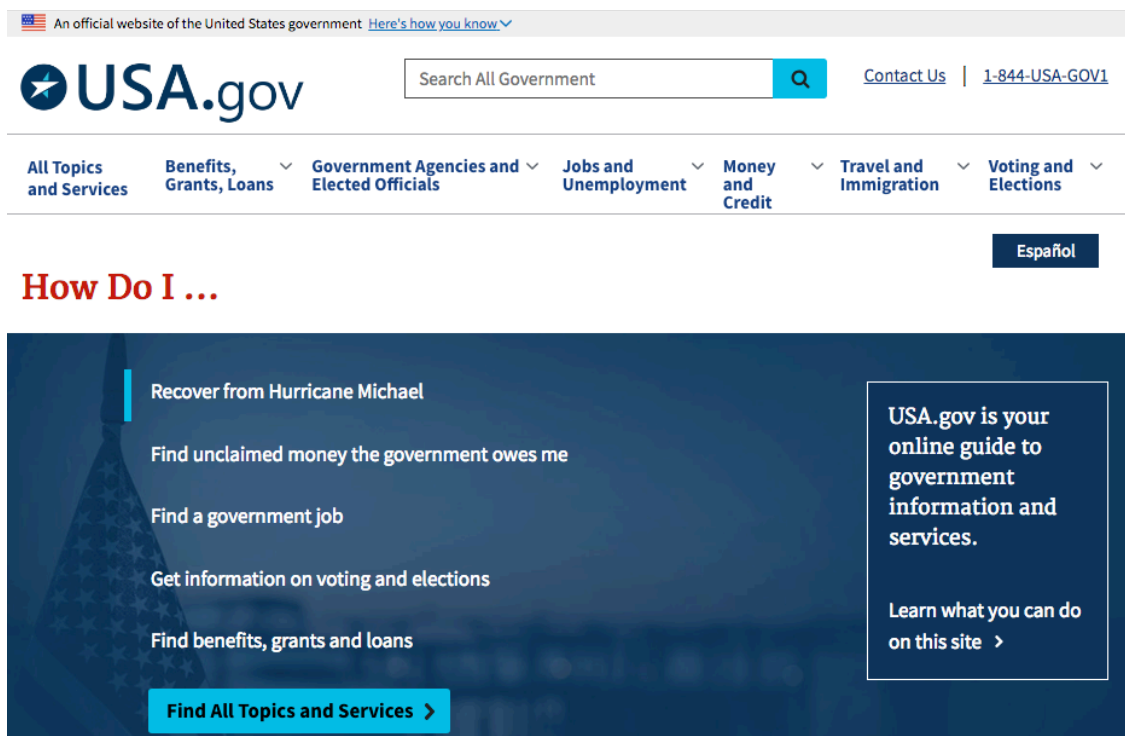 An official website of the United States government Here's how you know
USA.gov
Search All Government
Contact Us | 1-844-USA-GOV1
All Topics
and Services
Benefits,
Grants, Loans
Government Agencies and
Elected Officials
Jobs and
Unemployment
Money
and
Credit
Travel and
Immigration
Voting and
Elections
Español
How Do I ...
Recover from Hurricane Michael
Find unclaimed money the government owes me
Find a government job
Get information on voting and elections
Find benefits, grants and loans
Find All Topics and Services
USA.gov is your
online guide to
government
information and
services.
Learn what you can do
on this site